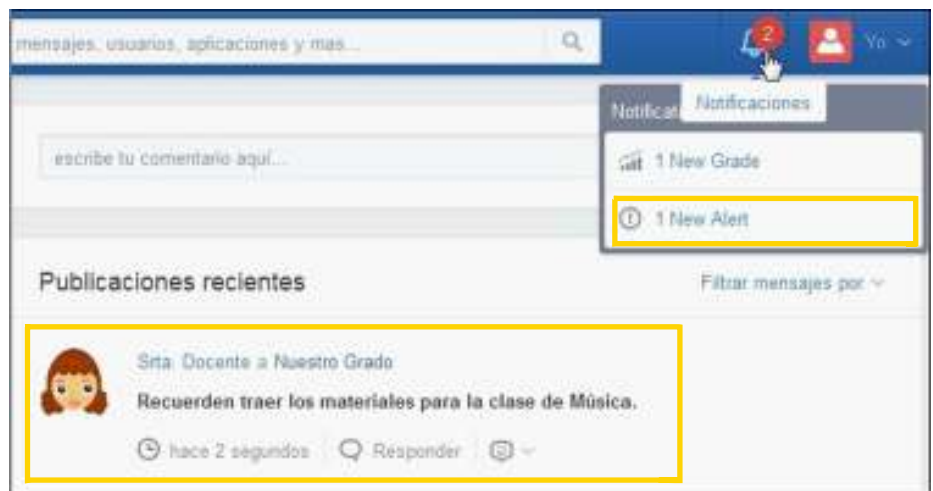 mensajes, usuarios, aplicaciones y mas...
2
Yo
Notificat
Notificaciones
escribe tu comentario aquí...
1 New Grade
1 New Alert
Publicaciones recientes
Filtrar mensajes por
Srta. Docente a Nuestro Grado
Recuerden traer los materiales para la clase de Música.
hace 2 segundos
Responder